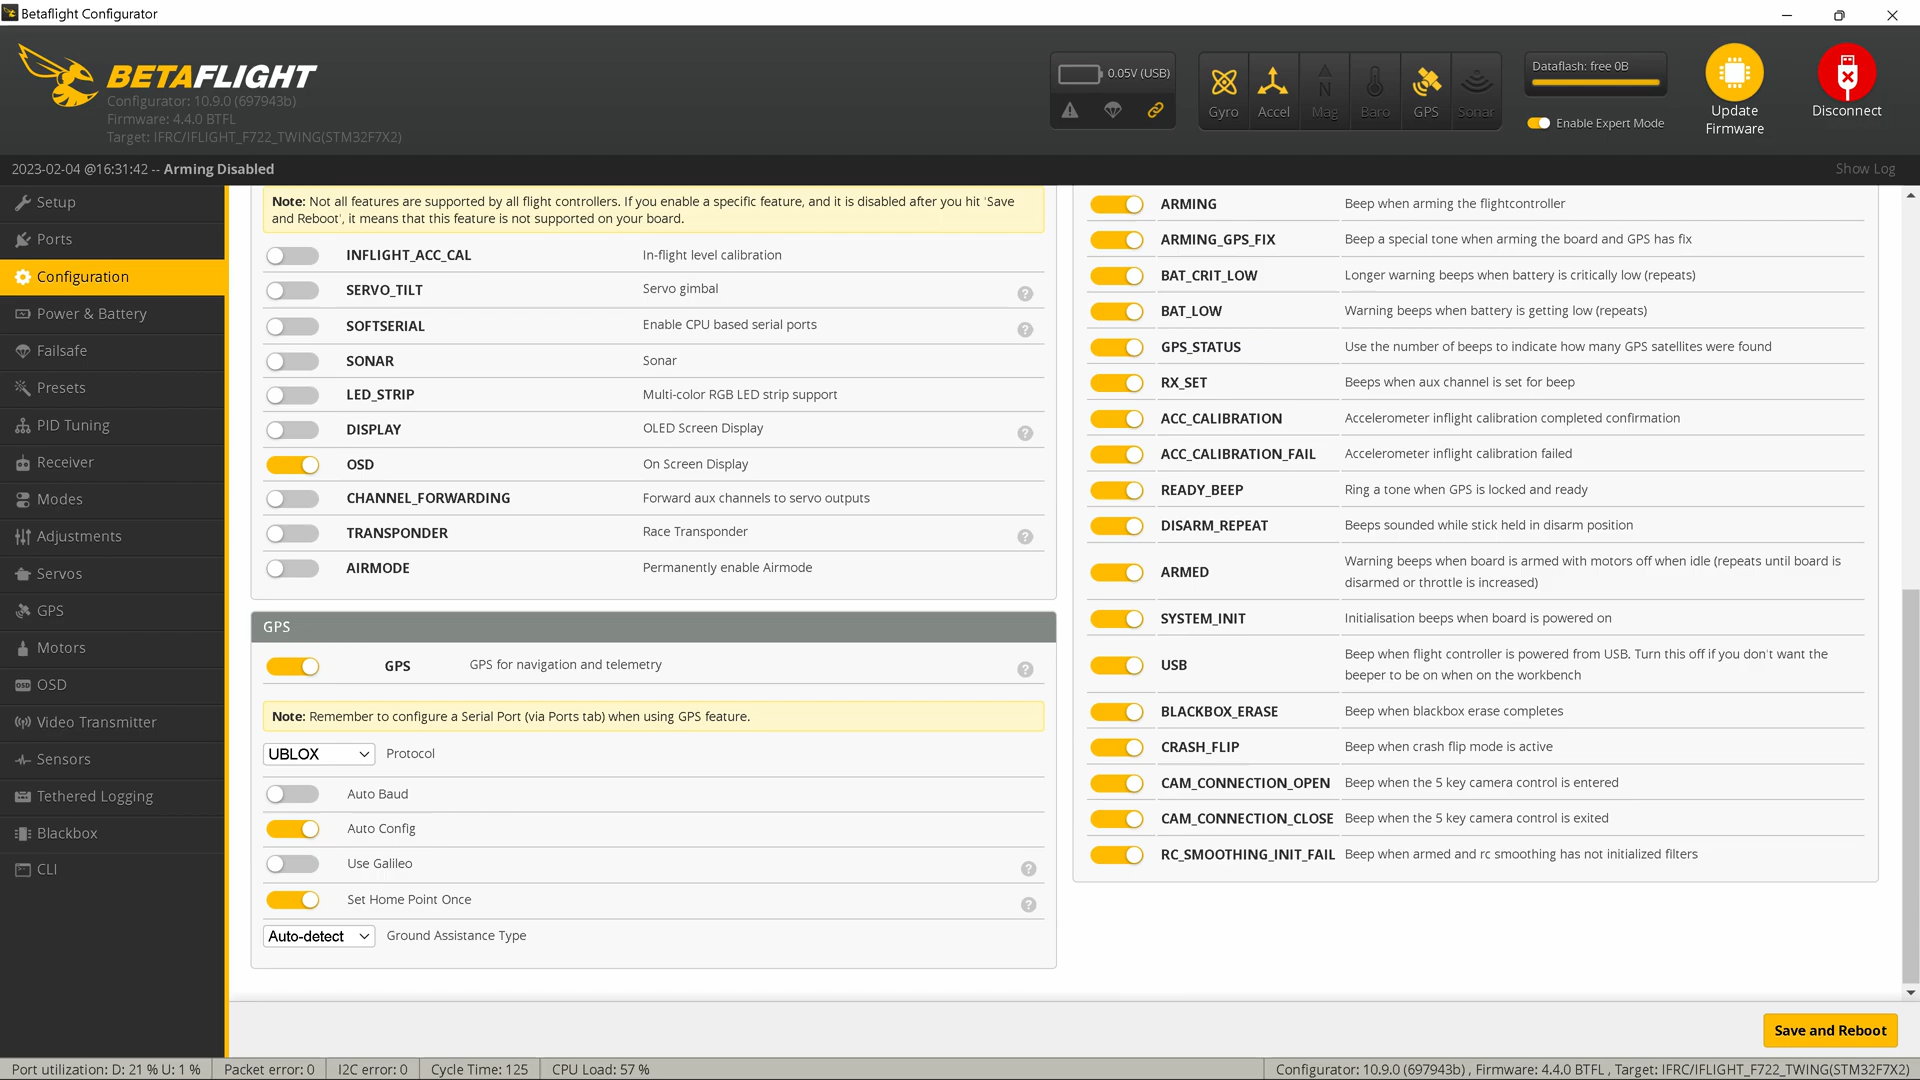 Betaflight Configurator
BETAFLIGHT
Configurator: 10.9.0 (697943b)
Firmware: 4.4.0 BTFL
Target: IFRC/IFLIGHT_F722_TWING(STM32F7X2)
0.05V (USB)
Gyro
Accel
Mag
Baro
GPS
Sonar
Dataflash: free 0B
Enable Expert Mode
Update
Firmware
Disconnect
2023-02-04 @16:31:42 -- Arming Disabled
Show Log
Setup
Ports
Configuration
Power & Battery
Failsafe
Presets
PID Tuning
Receiver
Modes
Adjustments
Servos
GPS
Motors
OSD
Video Transmitter
Sensors
Tethered Logging
Blackbox
CLI
Note: Not all features are supported by all flight controllers. If you enable a specific feature, and it is disabled after you hit 'Save
and Reboot', it means that this feature is not supported on your board.
INFLIGHT_ACC_CAL In-flight level calibration
SERVO_TILT Servo gimbal ?
SOFTSERIAL Enable CPU based serial ports ?
SONAR Sonar
LED_STRIP Multi-color RGB LED strip support
DISPLAY OLED Screen Display ?
OSD On Screen Display
CHANNEL_FORWARDING Forward aux channels to servo outputs
TRANSPONDER Race Transponder ?
AIRMODE Permanently enable Airmode
GPS
GPS GPS for navigation and telemetry ?
Note: Remember to configure a Serial Port (via Ports tab) when using GPS feature.
UBLOX Protocol
Auto Baud
Auto Config
Use Galileo ?
Set Home Point Once ?
Auto-detect Ground Assistance Type
ARMING Beep when arming the flightcontroller
ARMING_GPS_FIX Beep a special tone when arming the board and GPS has fix
BAT_CRIT_LOW Longer warning beeps when battery is critically low (repeats)
BAT_LOW Warning beeps when battery is getting low (repeats)
GPS_STATUS Use the number of beeps to indicate how many GPS satellites were found
RX_SET Beeps when aux channel is set for beep
ACC_CALIBRATION Accelerometer inflight calibration completed confirmation
ACC_CALIBRATION_FAIL Accelerometer inflight calibration failed
READY_BEEP Ring a tone when GPS is locked and ready
DISARM_REPEAT Beeps sounded while stick held in disarm position
ARMED Warning beeps when board is armed with motors off when idle (repeats until board is
disarmed or throttle is increased)
SYSTEM_INIT Initialisation beeps when board is powered on
USB Beep when flight controller is powered from USB. Turn this off if you don't want the
beeper to be on when on the workbench
BLACKBOX_ERASE Beep when blackbox erase completes
CRASH_FLIP Beep when crash flip mode is active
CAM_CONNECTION_OPEN Beep when the 5 key camera control is entered
CAM_CONNECTION_CLOSE Beep when the 5 key camera control is exited
RC_SMOOTHING_INIT_FAIL Beep when armed and rc smoothing has not initialized filters
Save and Reboot
Port utilization: D: 21 % U: 1 % Packet error: 0 I2C error: 0 Cycle Time: 125 CPU Load: 57 %
Configurator: 10.9.0 (697943b) , Firmware: 4.4.0 BTFL , Target: IFRC/IFLIGHT_F722_TWING(STM32F7X2)